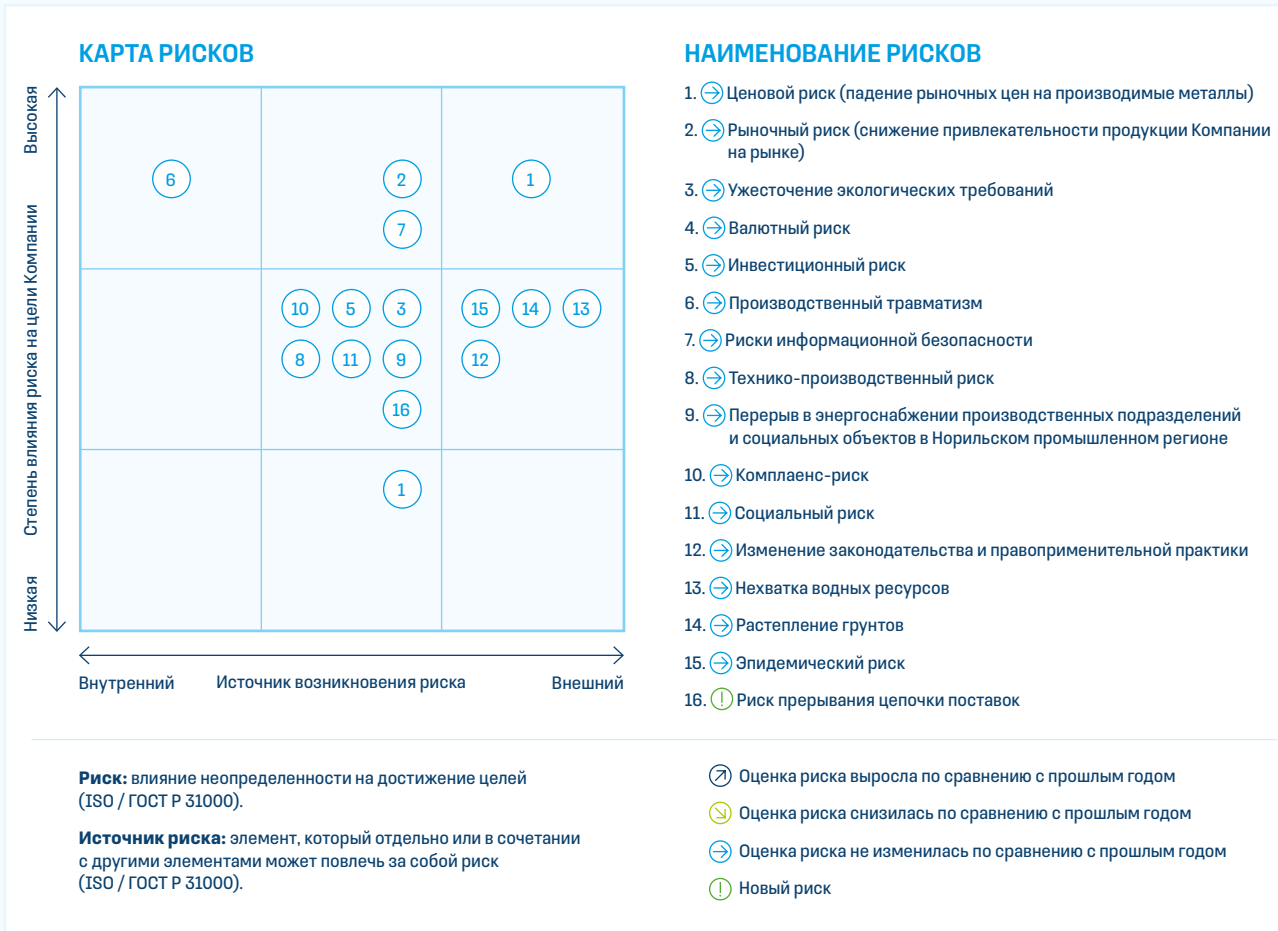 КАРТА РИСКОВ
Высокая
Степень влияния риска на цели Компании
Низкая
6
2
1
7
10
5
3
15
14
13
8
11
9
12
16
1
Внутренний
Источник возникновения риска
Внешний
НАИМЕНОВАНИЕ РИСКОВ
1. Ценовой риск (падение рыночных цен на производимые металлы)
2. Рыночный риск (снижение привлекательности продукции Компании
на рынке)
3. Ужесточение экологических требований
4. Валютный риск
5. Инвестиционный риск
6. Производственный травматизм
7. Риски информационной безопасности
8. Технико-производственный риск
9. Перерыв в энергоснабжении производственных подразделений
и социальных объектов в Норильском промышленном регионе
10. Комплаенс-риск
11. Социальный риск
12. Изменение законодательства и правоприменительной практики
13. Нехватка водных ресурсов
14. Растепление грунтов
15. Эпидемический риск
16. Риск прерывания цепочки поставок
Риск: влияние неопределенности на достижение целей
(ISO / ГОСТ Р 31000).
Источник риска: элемент, который отдельно или в сочетании
с другими элементами может повлечь за собой риск
(ISO / ГОСТ Р 31000).
Оценка риска выросла по сравнению с прошлым годом
Оценка риска снизилась по сравнению с прошлым годом
Оценка риска не изменилась по сравнению с прошлым годом
Новый риск